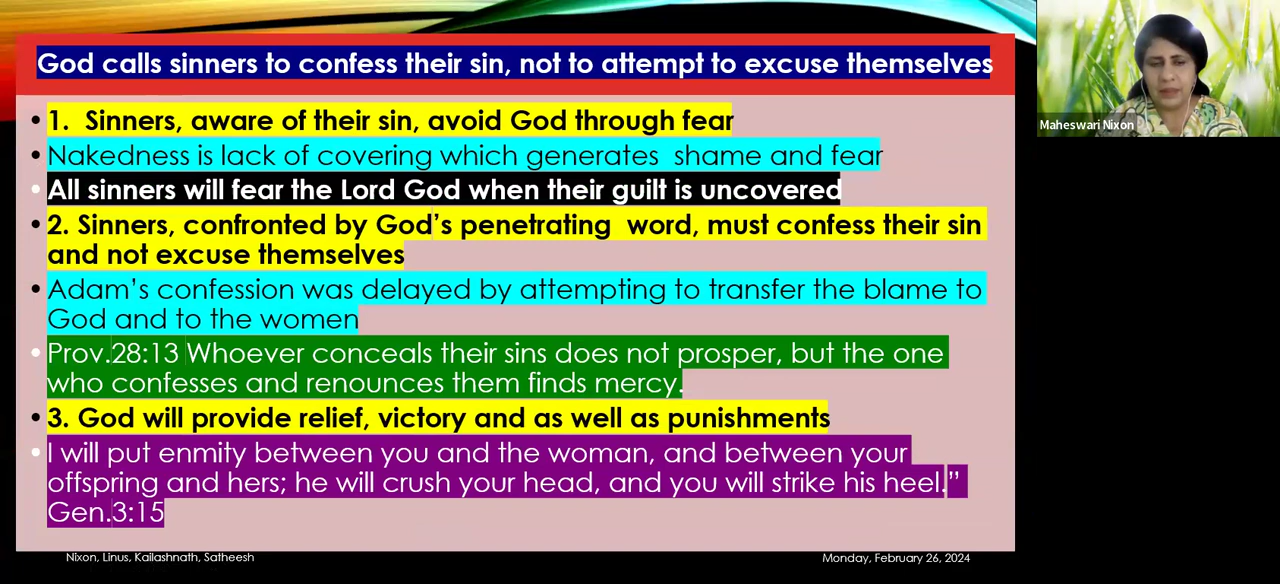 God calls sinners to confess their sin, not to attempt to excuse themselves
Maheswari Nixon
• 1.  Sinners, aware of their sin, avoid God through fear
• Nakedness is lack of covering which generates  shame and fear
• All sinners will fear the Lord God when their guilt is uncovered
• 2. Sinners, confronted by God’s penetrating  word, must confess their sin
and not excuse themselves
• Adam’s confession was delayed by attempting to transfer the blame to
God and to the women
• Prov.28:13 Whoever conceals their sins does not prosper, but the one
who confesses and renounces them finds mercy.
• 3. God will provide relief, victory and as well as punishments
• I will put enmity between you and the woman, and between your
offspring and hers; he will crush your head, and you will strike his heel.”
Gen.3:15
Nixon, Linus, Kailashnath, Satheesh
Monday, February 26, 2024